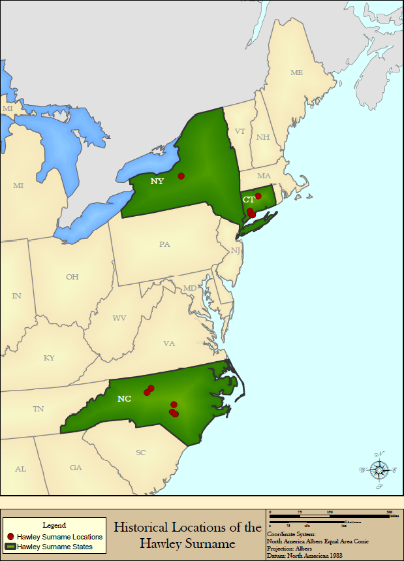 ME
MI
VT
NH
NY
MA
CT
MI
PA
NJ
OH
MD
IN
WV
VA
KY
NC
TN
SC
AL
GA
N
Legend
Hawley Surname Locations
Hawley Surname States
Historical Locations of the
Hawley Surname
Coordinate System:
North America Albers Equal Area Conic
Projection: Albers
Datum: North American 1983